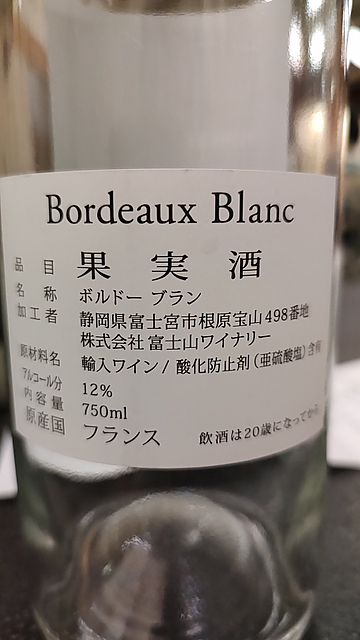 Bordeaux Blanc
品目 果実酒
名称 ボルドー ブラン
加工者 静岡県富士宮市根原宝山498番地
株式会社 富士山ワイナリー
原材料名 輸入ワイン / 酸化防止剤 (亜硫酸塩) 含有
アルコール分 12%
内容量 750ml
原産国 フランス 飲酒は20歳になってから